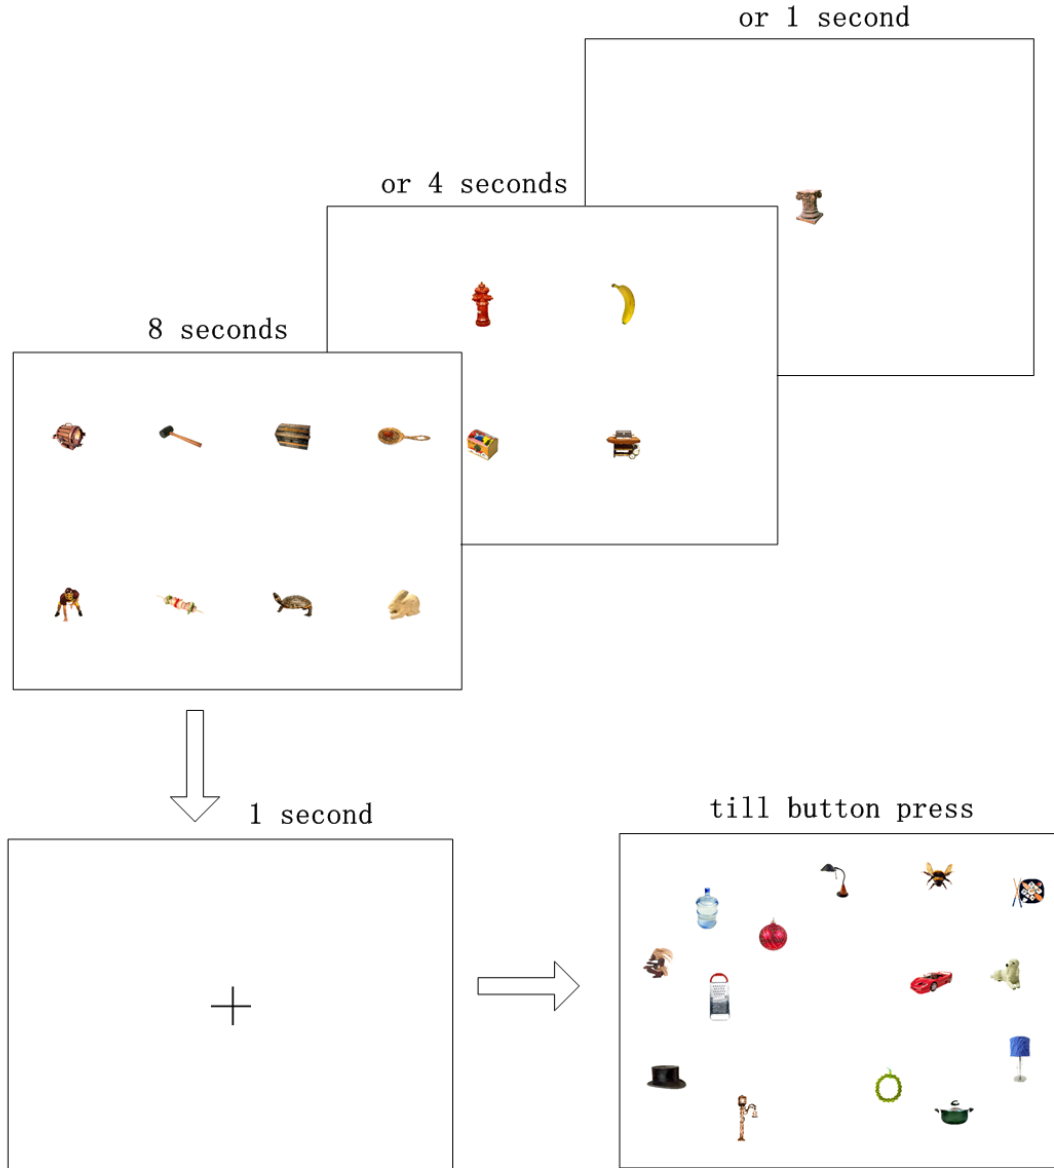 or 1 second
or 4 seconds
8 seconds
1 second
till button press